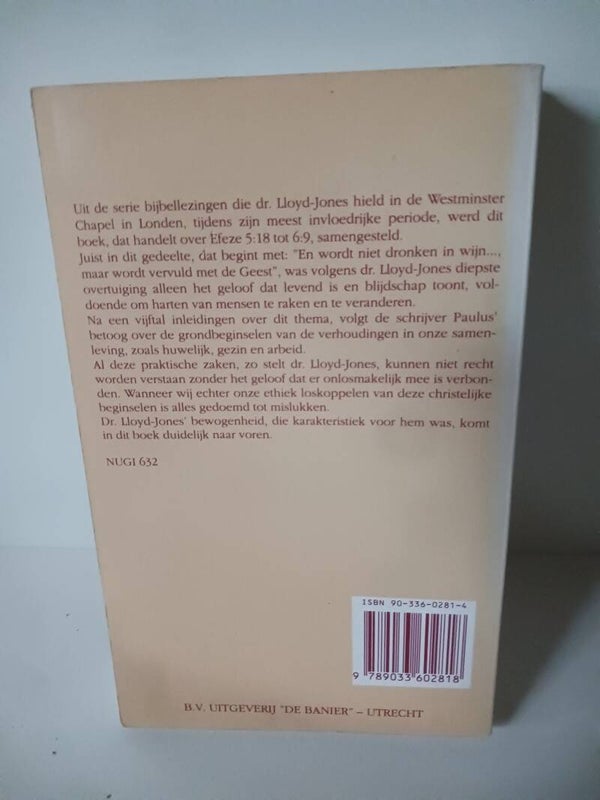 Uit de serie bijbellezingen die dr. Lloyd-Jones hield in de Westminster
Chapel in Londen, tijdens zijn meest invloedrijke periode, werd dit
boek, dat handelt over Efeze 5:18 tot 6:9, samengesteld.
Juist in dit gedeelte, dat begint met: "En wordt niet dronken in wijn...,
maar wordt vervuld met de Geest", was volgens dr. Lloyd-Jones diepste
overtuiging alleen het geloof dat levend is en blijdschap toont, vol-
doende om harten van mensen te raken en te veranderen.
Na een vijftal inleidingen over dit thema, volgt de schrijver Paulus'
betoog over de grondbeginselen van de verhoudingen in onze samen-
leving, zoals huwelijk, gezin en arbeid.
Al deze praktische zaken, zo stelt dr. Lloyd-Jones, kunnen niet recht
worden verstaan zonder het geloof dat er onlosmakelijk mee is verbon-
den. Wanneer wij echter onze ethiek loskoppelen van deze christelijke
beginselen is alles gedoemd tot mislukken.
Dr. Lloyd-Jones' bewogenheid, die karakteristiek voor hem was, komt
in dit boek duidelijk naar voren.
NUGI 632
ISBN 90-336-0281-4
9 789033 602818
B.V. UITGEVERIJ "DE BANIER" – UTRECHT